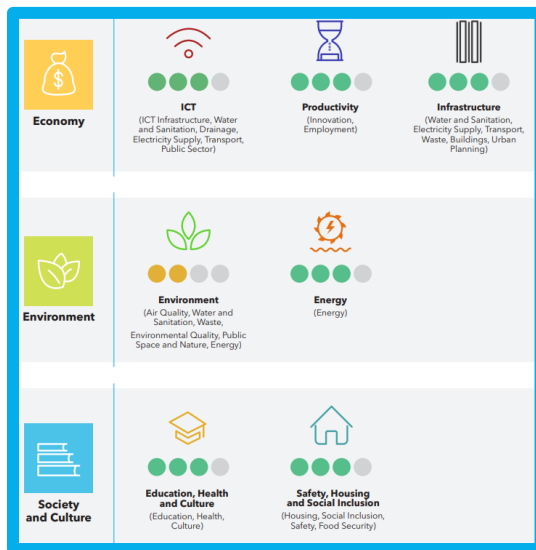 $
Economy
ICT
(ICT Infrastructure, Water
and Sanitation, Drainage,
Electricity Supply, Transport,
Public Sector)
Productivity
(Innovation,
Employment)
Infrastructure
(Water and Sanitation,
Electricity Supply, Transport,
Waste, Buildings, Urban
Planning)
Environment
Environment
(Air Quality, Water and
Sanitation, Waste,
Environmental Quality, Public
Space and Nature, Energy)
Energy
(Energy)
Society
and Culture
Education, Health
and Culture
(Education, Health,
Culture)
Safety, Housing
and Social Inclusion
(Housing, Social Inclusion,
Safety, Food Security)